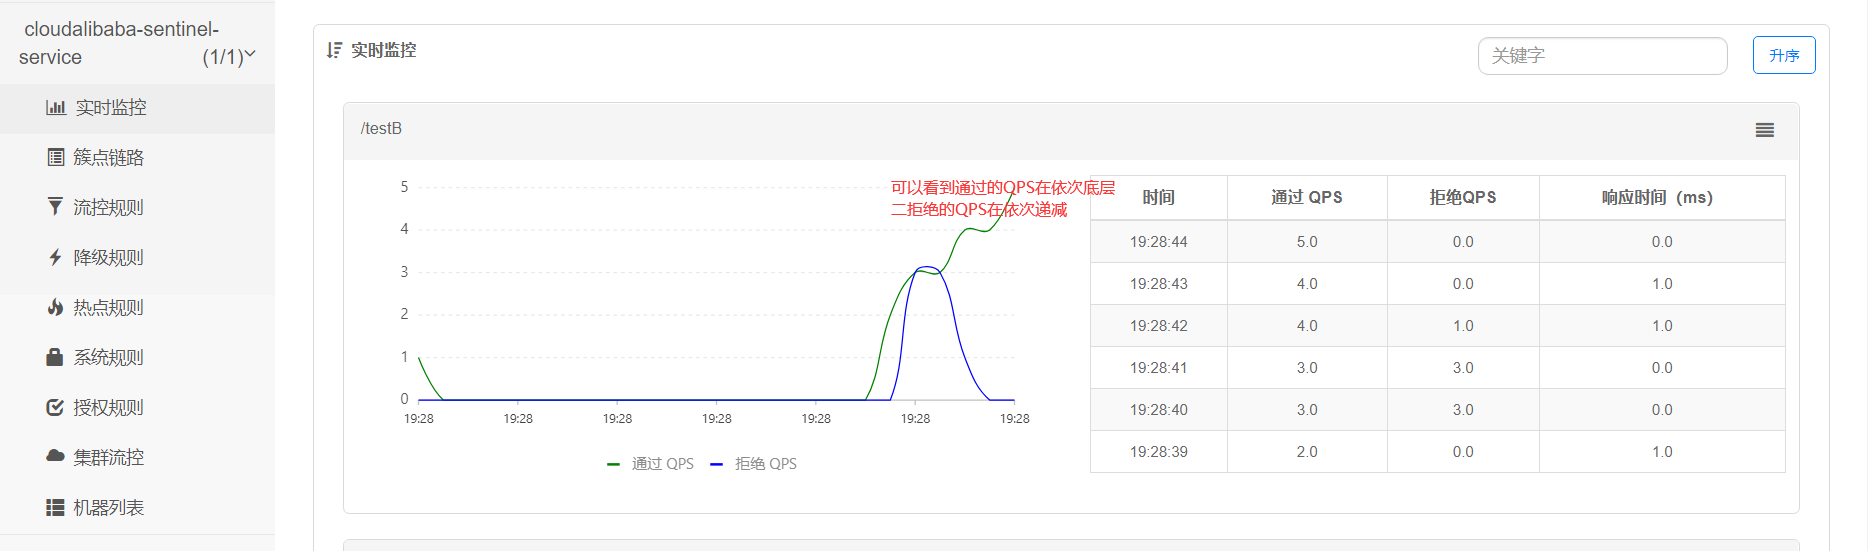 cloudalibaba-sentinel-
service (1/1)
实时监控
簇点链路
流控规则
降级规则
热点规则
系统规则
授权规则
集群流控
机器列表
实时监控
关键字
升序
/testB
可以看到通过的QPS在依次底层
二拒绝的QPS在依次递减
5
4
3
2
1
0
19:28 19:28 19:28 19:28 19:28 19:28 19:28
通过 QPS 拒绝 QPS
时间 通过 QPS 拒绝QPS 响应时间（ms）
19:28:44 5.0 0.0 0.0
19:28:43 4.0 0.0 1.0
19:28:42 4.0 1.0 1.0
19:28:41 3.0 3.0 0.0
19:28:40 3.0 3.0 0.0
19:28:39 2.0 0.0 1.0